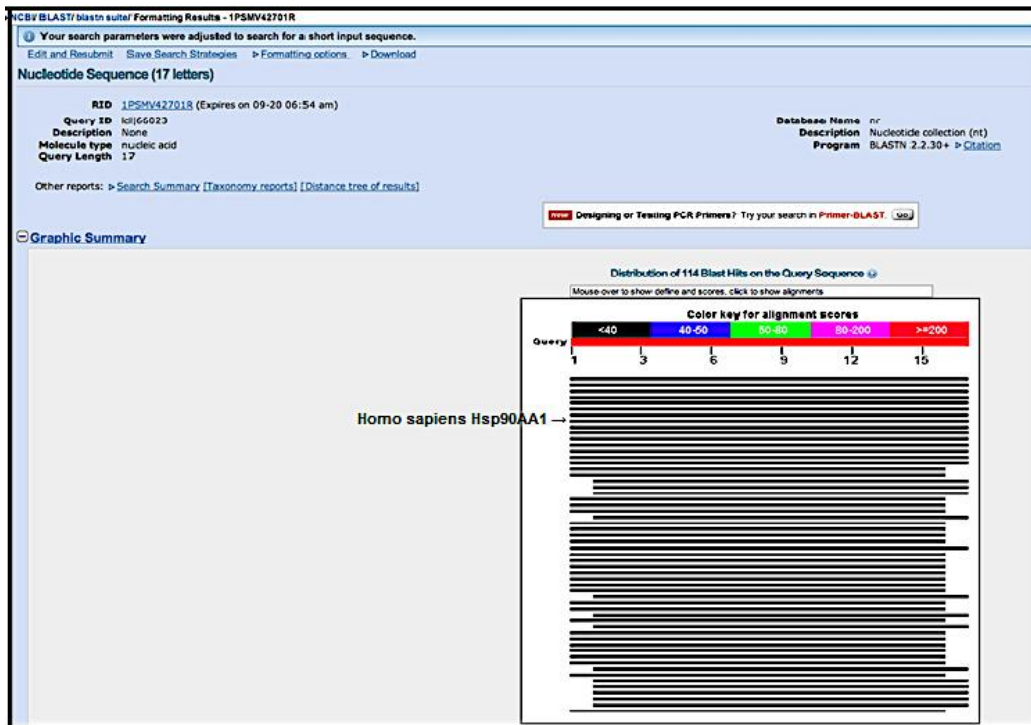 NCBI/ BLAST/ blastn suite/ Formatting Results - 1PSMV42701R
Your search parameters were adjusted to search for a short input sequence.
Edit and Resubmit Save Search Strategies ▹Formatting options ▹Download
Nucleotide Sequence (17 letters)
RID 1PSMV42701R (Expires on 09-20 06:54 am)
Query ID lcl|66023
Description None
Molecule type nucleic acid
Query Length 17
Database Name nr
Description Nucleotide collection (nt)
Program BLASTN 2.2.30+ ▹Citation
Other reports: ▹Search Summary [Taxonomy reports] [Distance tree of results]
new Designing or Testing PCR Primers? Try your search in Primer-BLAST. Go
Graphic Summary
Distribution of 114 Blast Hits on the Query Sequence
Mouse-over to show define and scores, click to show alignments
Color key for alignment scores
<40 40-50 50-80 80-200 >=200
Query
1 3 6 9 12 15
Homo sapiens Hsp90AA1 →